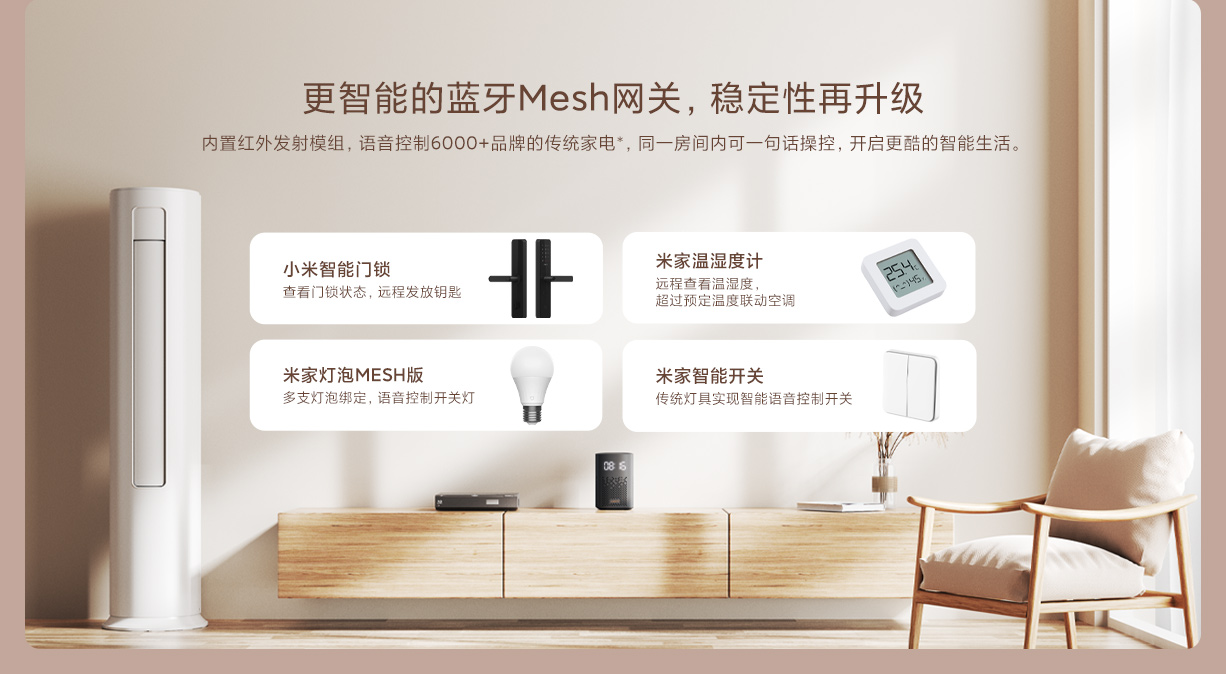 更智能的蓝牙Mesh网关，稳定性再升级
内置红外发射模组，语音控制6000+品牌的传统家电*，同一房间内可一句话操控，开启更酷的智能生活。
小米智能门锁
查看门锁状态，远程发放钥匙
米家温湿度计
远程查看温湿度，
超过预定温度联动空调
25.4
米家灯泡MESH版
多支灯泡绑定，语音控制开关灯
米家智能开关
传统灯具实现智能语音控制开关
08 16